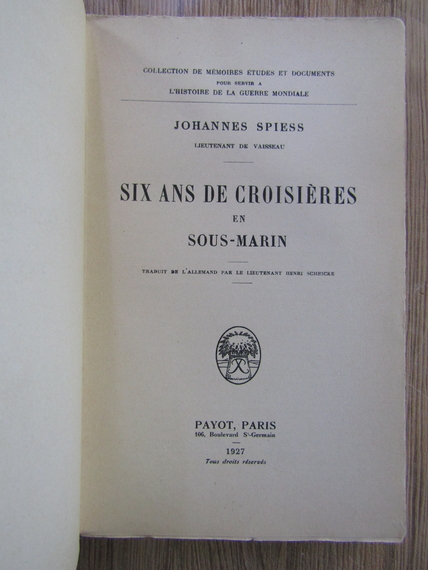 COLLECTION DE MÉMOIRES ÉTUDES ET DOCUMENTS
POUR SERVIR A
L'HISTOIRE DE LA GUERRE MONDIALE
JOHANNES SPIESS
LIEUTENANT DE VAISSEAU
SIX ANS DE CROISIÈRES
EN
SOUS-MARIN
TRADUIT DE L'ALLEMAND PAR LE LIEUTENANT HENRI SCHRICKE
PAYOT, PARIS
106, Boulevard St-Germain
1927
Tous droits réservés